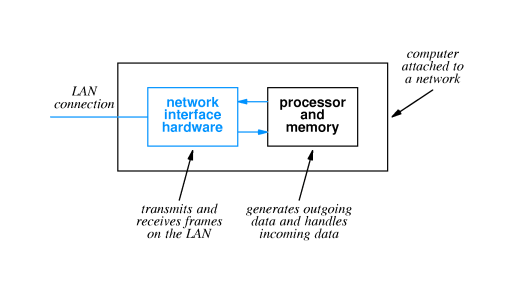 computer
attached to
a network
LAN
connection
network
interface
hardware
processor
and
memory
transmits and
receives frames
on the LAN
generates outgoing
data and handles
incoming data